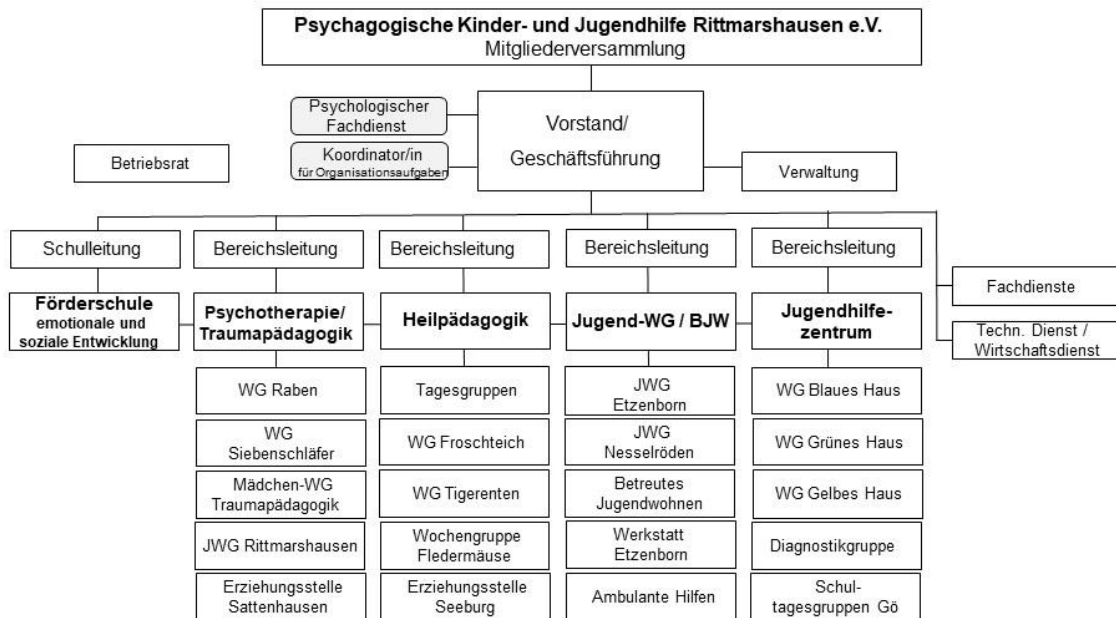 Psychagogische Kinder- und Jugendhilfe Rittmarshausen e.V.
Mitgliederversammlung
Psychologischer
Fachdienst
Vorstand/
Geschäftsführung
Koordinator/in
für Organisationsaufgaben
Betriebsrat
Verwaltung
Schulleitung
Bereichsleitung
Bereichsleitung
Bereichsleitung
Bereichsleitung
Fachdienste
Techn. Dienst /
Wirtschaftsdienst
Förderschule
emotionale und
soziale Entwicklung
Psychotherapie/
Traumapädagogik
Heilpädagogik
Jugend-WG / BJW
Jugendhilfe-
zentrum
WG Raben
Tagesgruppen
JWG
Etzenborn
WG Blaues Haus
WG
Siebenschläfer
WG Froschteich
JWG
Nesselröden
WG Grünes Haus
Mädchen-WG
Traumapädagogik
WG Tigerenten
Betreutes
Jugendwohnen
WG Gelbes Haus
JWG Rittmarshausen
Wochengruppe
Fledermäuse
Werkstatt
Etzenborn
Diagnostikgruppe
Erziehungsstelle
Sattenhausen
Erziehungsstelle
Seeburg
Ambulante Hilfen
Schul-
tagesgruppen Gö